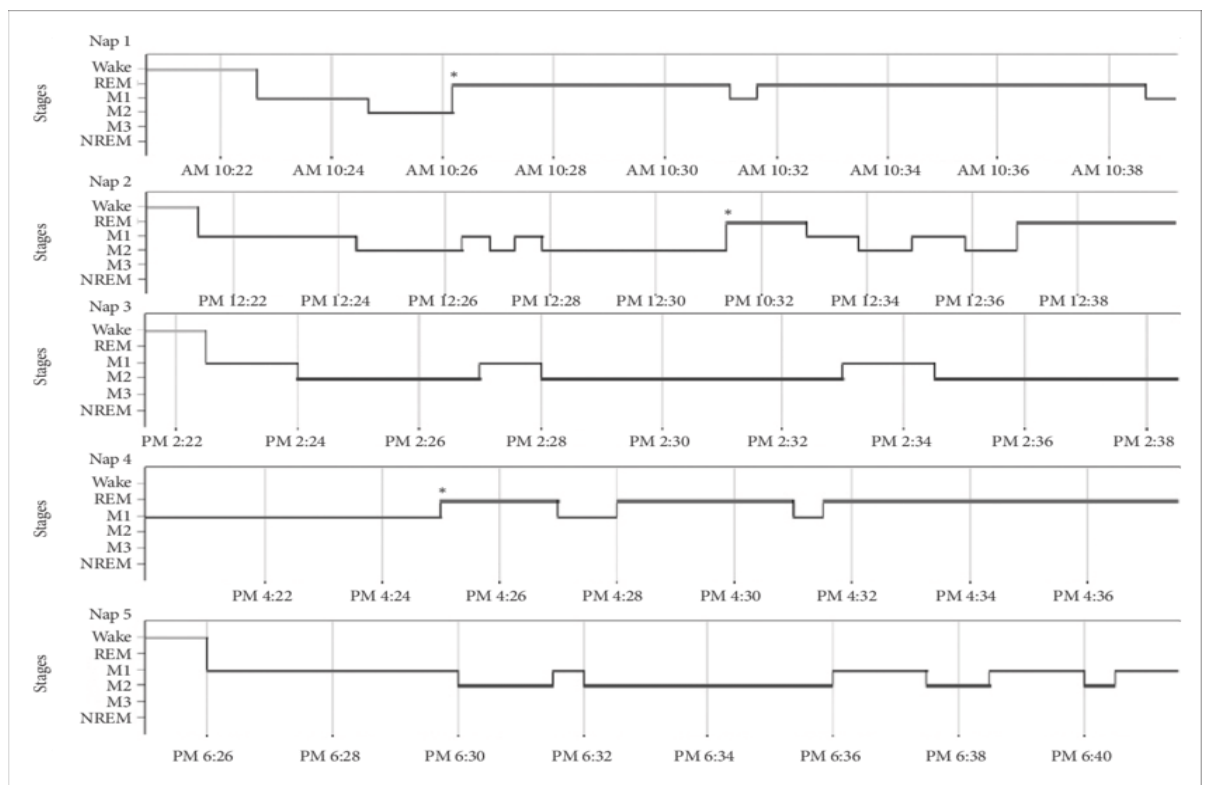 Nap 1
Stages
Wake
REM
M1
M2
M3
NREM
*
AM 10:22 AM 10:24 AM 10:26 AM 10:28 AM 10:30 AM 10:32 AM 10:34 AM 10:36 AM 10:38
Nap 2
Stages
Wake
REM
M1
M2
M3
NREM
*
PM 12:22 PM 12:24 PM 12:26 PM 12:28 PM 12:30 PM 10:32 PM 12:34 PM 12:36 PM 12:38
Nap 3
Stages
Wake
REM
M1
M2
M3
NREM
PM 2:22 PM 2:24 PM 2:26 PM 2:28 PM 2:30 PM 2:32 PM 2:34 PM 2:36 PM 2:38
Nap 4
Stages
Wake
REM
M1
M2
M3
NREM
*
PM 4:22 PM 4:24 PM 4:26 PM 4:28 PM 4:30 PM 4:32 PM 4:34 PM 4:36
Nap 5
Stages
Wake
REM
M1
M2
M3
NREM
PM 6:26 PM 6:28 PM 6:30 PM 6:32 PM 6:34 PM 6:36 PM 6:38 PM 6:40